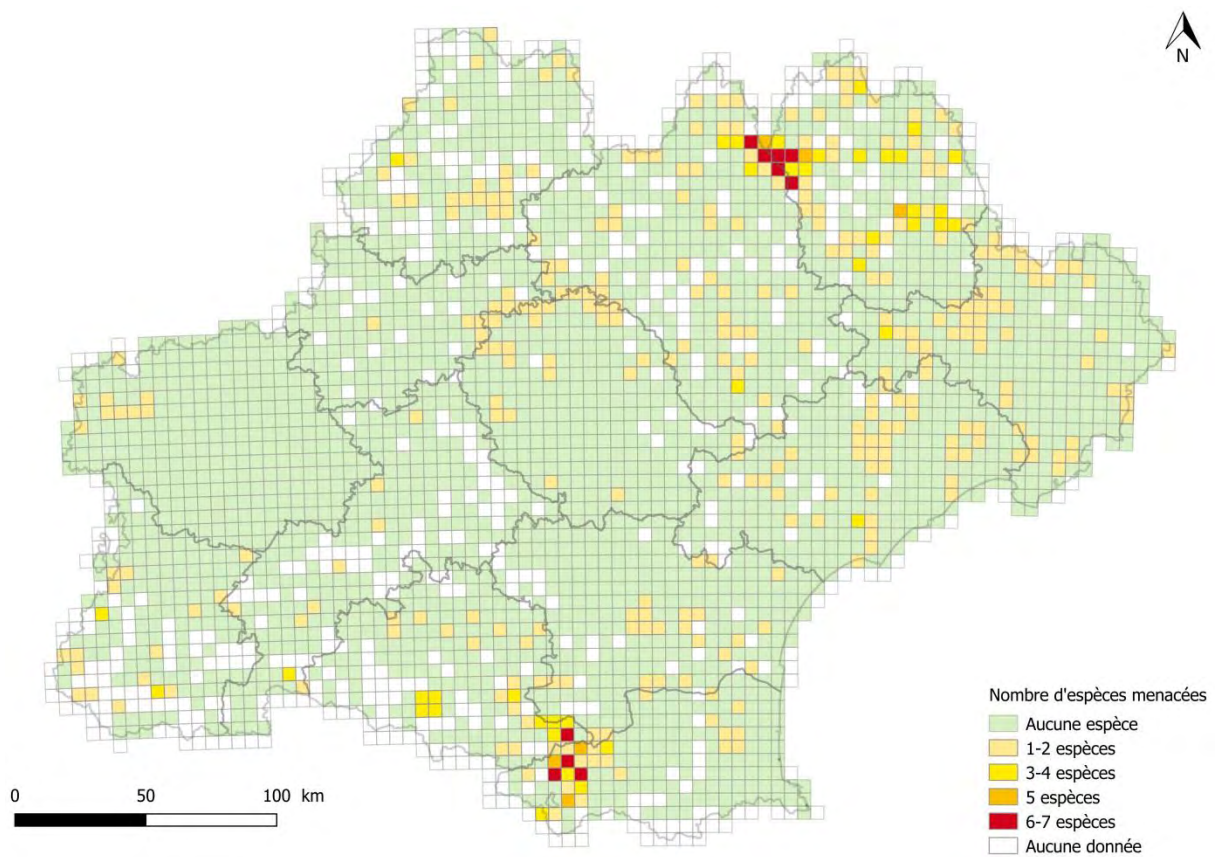 N
Nombre d'espèces menacées
Aucune espèce
1-2 espèces
3-4 espèces
5 espèces
6-7 espèces
Aucune donnée
0 50 100 km